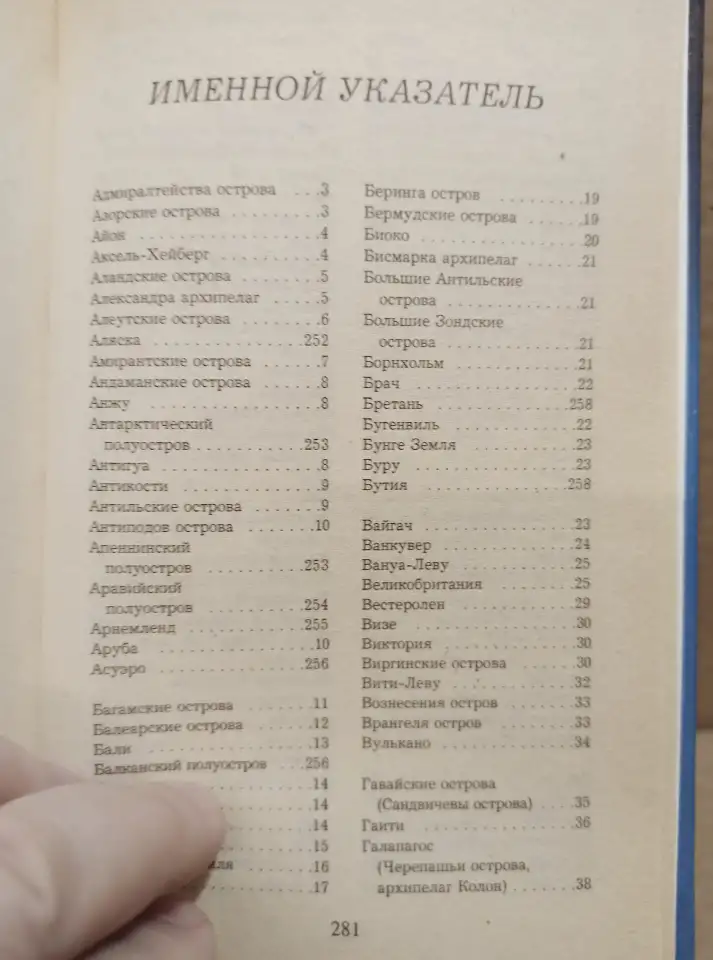 ИМЕННОЙ УКАЗАТЕЛЬ
Адмиралтейства острова ...3
Азорские острова .........3
Айон ....................4
Аксель-Хейберг ...........4
Аландские острова ........5
Александра архипелаг .....5
Алеутские острова ........6
Аляска ................252
Амирантские острова ......7
Андаманские острова ......8
Анжу ....................8
Антарктический
полуостров ...........253
Антигуа .................8
Антикости ...............9
Антильские острова .......9
Антиподов острова .......10
Апеннинский
полуостров ...........253
Аравийский
полуостров ...........254
Арнемленд .............255
Аруба ..................10
Асуэро ................256
Багамские острова .......11
Балеарские острова ......12
Бали ...................13
Балканский полуостров ...256
14
14
14
15
ля .......16
17
Беринга остров .........19
Бермудские острова ......19
Биоко ..................20
Бисмарка архипелаг ......21
Большие Антильские
острова ...............21
Большие Зондские
острова ...............21
Борнхольм ..............21
Брач ...................22
Бретань ...............258
Бугенвиль ..............22
Бунге Земля ............23
Буру ...................23
Бутия .................258
Вайгач .................23
Ванкувер ...............24
Вануа-Леву .............25
Великобритания .........25
Вестеролен .............29
Визе ...................30
Виктория ...............30
Виргинские острова ......30
Вити-Леву ..............32
Вознесения остров .......33
Врангеля остров .........33
Вулькано ...............34
Гавайские острова
(Сандвичевы острова) ....35
Гаити ..................36
Галапагос
(Черепашьи острова,
архипелаг Колон) .......38
281